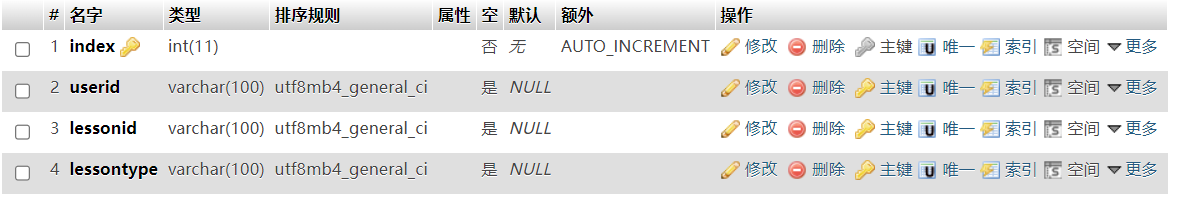 # 名字 类型 排序规则 属性 空 默认 额外 操作
1 index int(11) 否 无 AUTO_INCREMENT 修改 删除 主键 U 唯一 索引 S 空间 更多
2 userid varchar(100) utf8mb4_general_ci 是 NULL 修改 删除 主键 U 唯一 索引 S 空间 更多
3 lessonid varchar(100) utf8mb4_general_ci 是 NULL 修改 删除 主键 U 唯一 索引 S 空间 更多
4 lessontype varchar(100) utf8mb4_general_ci 是 NULL 修改 删除 主键 U 唯一 索引 S 空间 更多